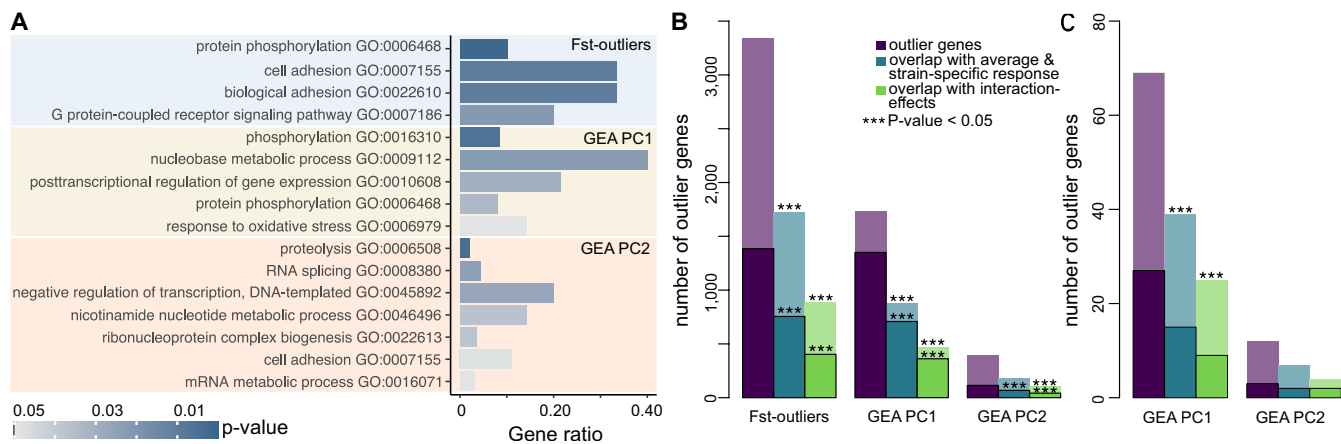 A
Fst-outliers
protein phosphorylation GO:0006468
cell adhesion GO:0007155
biological adhesion GO:0022610
G protein-coupled receptor signaling pathway GO:0007186
GEA PC1
phosphorylation GO:0016310
nucleobase metabolic process GO:0009112
posttranscriptional regulation of gene expression GO:0010608
protein phosphorylation GO:0006468
response to oxidative stress GO:0006979
GEA PC2
proteolysis GO:0006508
RNA splicing GO:0008380
negative regulation of transcription, DNA-templated GO:0045892
nicotinamide nucleotide metabolic process GO:0046496
ribonucleoprotein complex biogenesis GO:0022613
cell adhesion GO:0007155
mRNA metabolic process GO:0016071
0 0.20 0.40
Gene ratio
0.05 0.03 0.01
p-value
B
number of outlier genes
3,000
2,000
1,000
0
outlier genes
overlap with average &
strain-specific response
overlap with interaction-
effects
***P-value < 0.05
***
***
***
***
***
***
***
***
***
***
***
Fst-outliers GEA PC1 GEA PC2
C
number of outlier genes
80
60
40
20
0
***
***
GEA PC1 GEA PC2